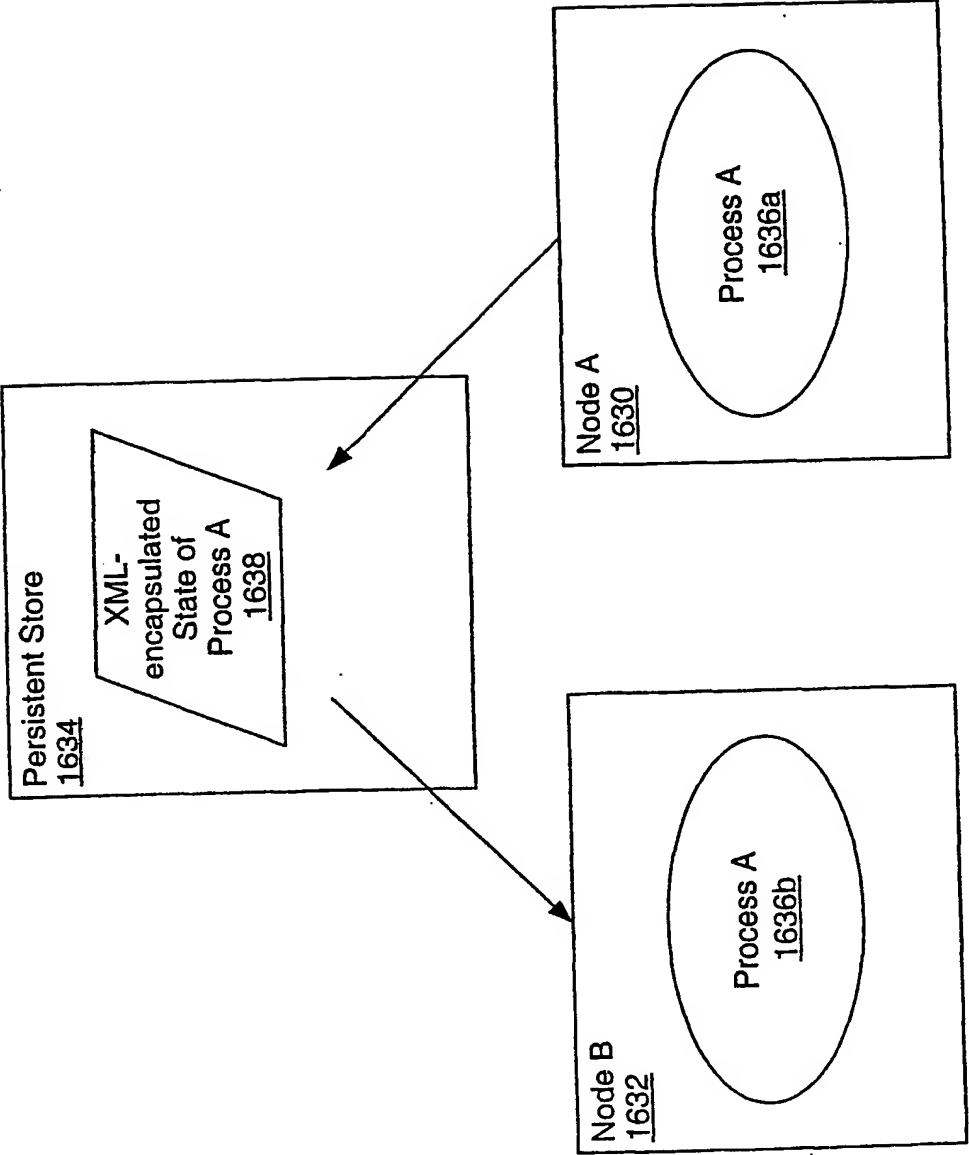 Persistent Store
1634
XML-
encapsulated
State of
Process A
1638
Node B
1632
Process A
1636b
Node A
1630
Process A
1636a